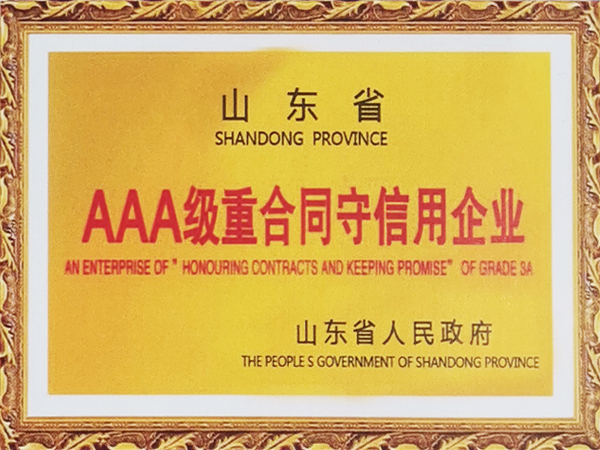 山东省
SHANDONG PROVINCE
AAA级重合同守信用企业
AN ENTERPRISE OF " HONOURING CONTRACTS AND KEEPING PROMISE" OF GRADE 3A
山东省人民政府
THE PEOPLE S GOVERNMENT OF SHANDONG PROVINCE